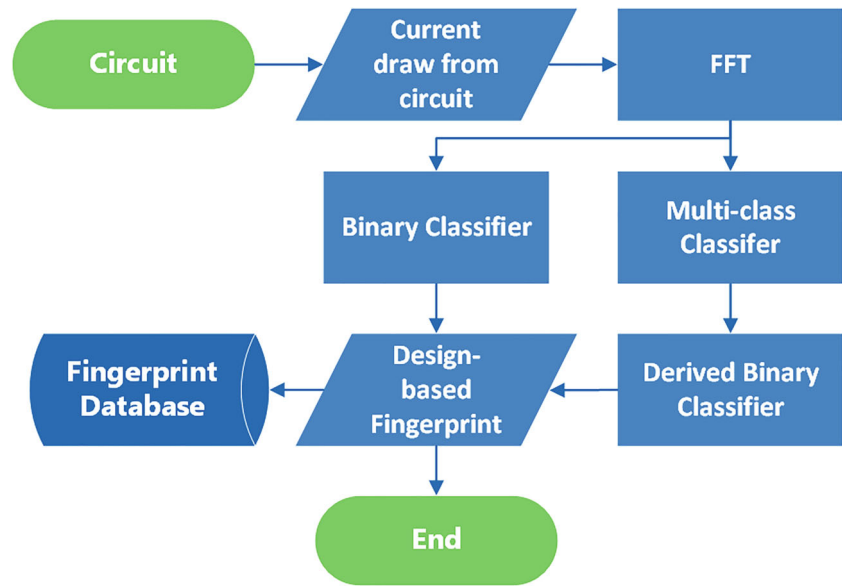 Circuit
Current
draw from
circuit
FFT
Binary Classifier
Multi-class
Classifer
Fingerprint
Database
Design-
based
Fingerprint
Derived Binary
Classifier
End